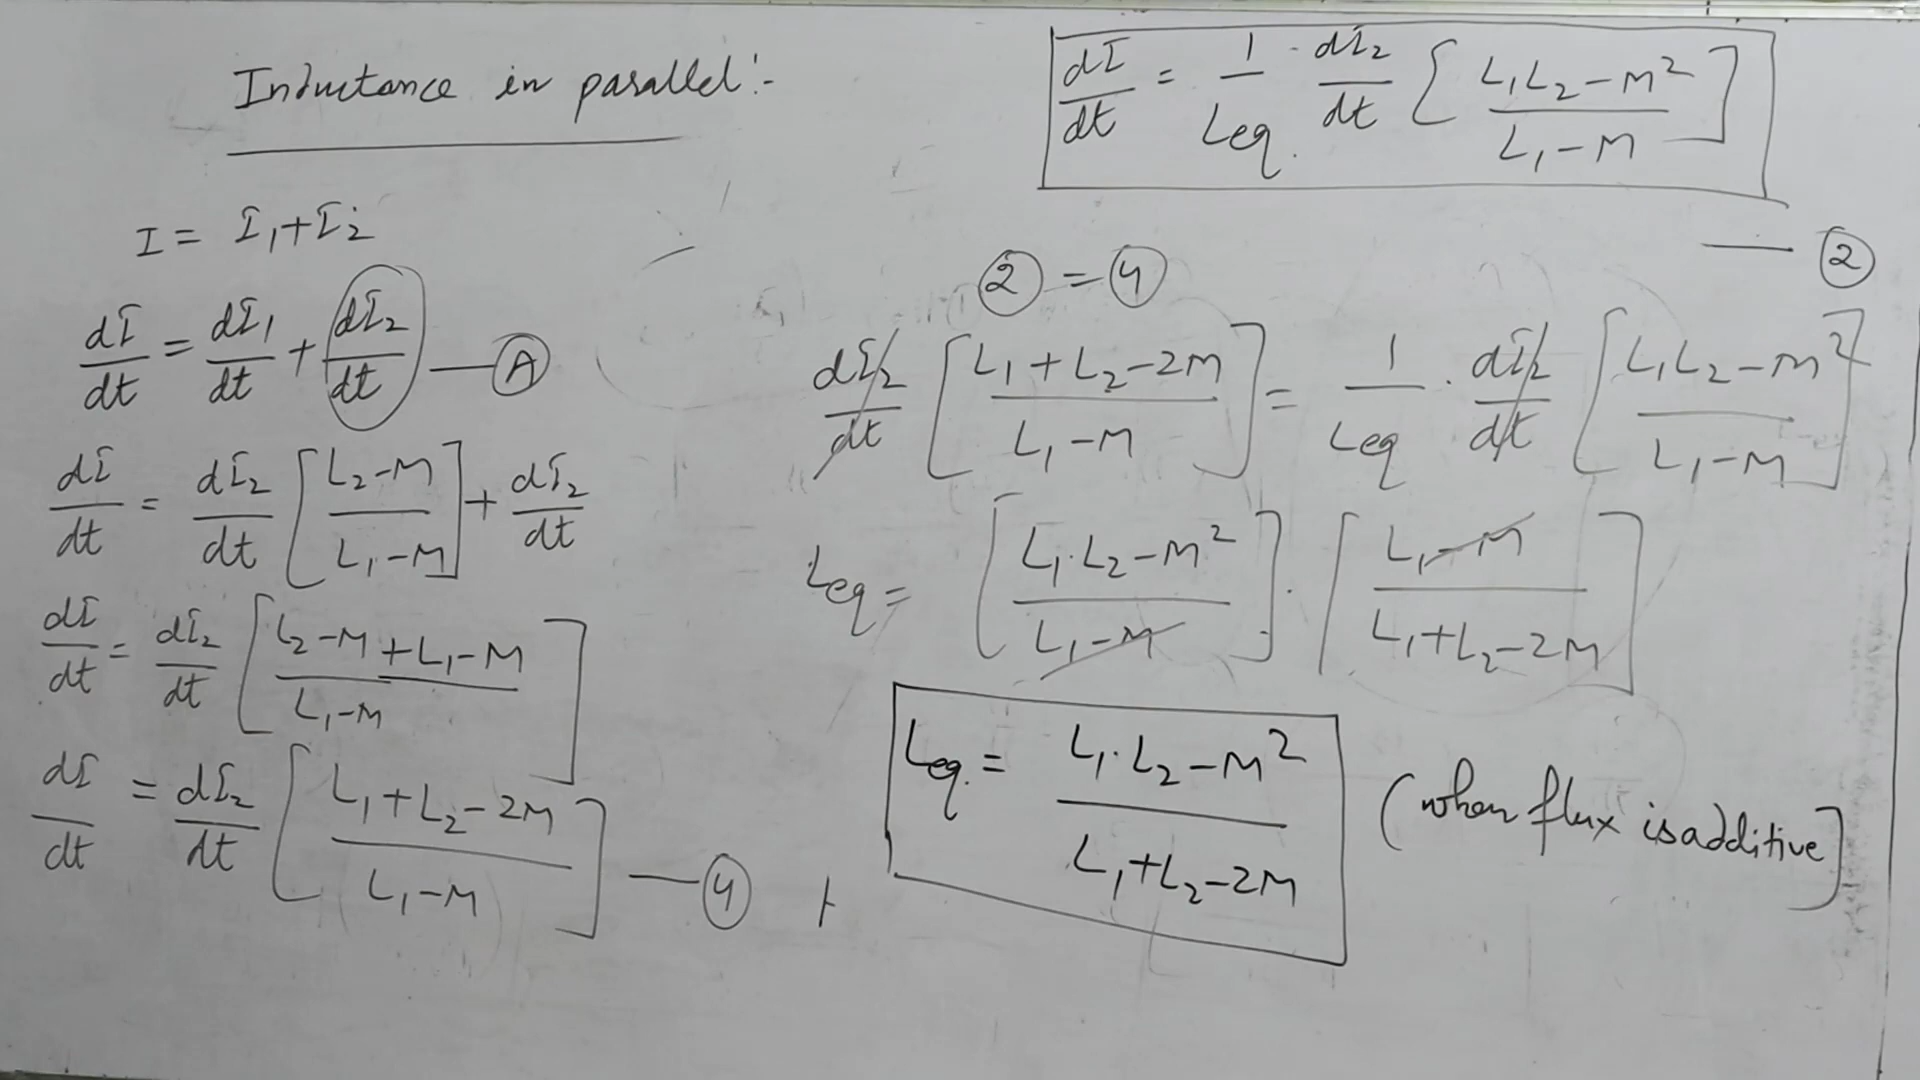 Inductance in parallel:-
I = I₁+I₂
dI/dt = dI₁/dt + dI₂/dt — Ⓐ
dI/dt = dI₂/dt [(L₂-M)/(L₁-M)] + dI₂/dt
dI/dt = dI₂/dt [(L₂-M+L₁-M)/(L₁-M)]
dI/dt = dI₂/dt [(L₁+L₂-2M)/(L₁-M)] — ④
dI/dt = 1/Leq. · dI₂/dt [(L₁L₂-M²)/(L₁-M)]
— ②
② = ④
dI₂/dt [(L₁+L₂-2M)/(L₁-M)] = 1/Leq · dI₂/dt [(L₁L₂-M²)/(L₁-M)]
Leq = [(L₁·L₂-M²)/(L₁-M)] · [(L₁-M)/(L₁+L₂-2M)]
Leq. = (L₁·L₂-M²)/(L₁+L₂-2M) (when flux is additive)